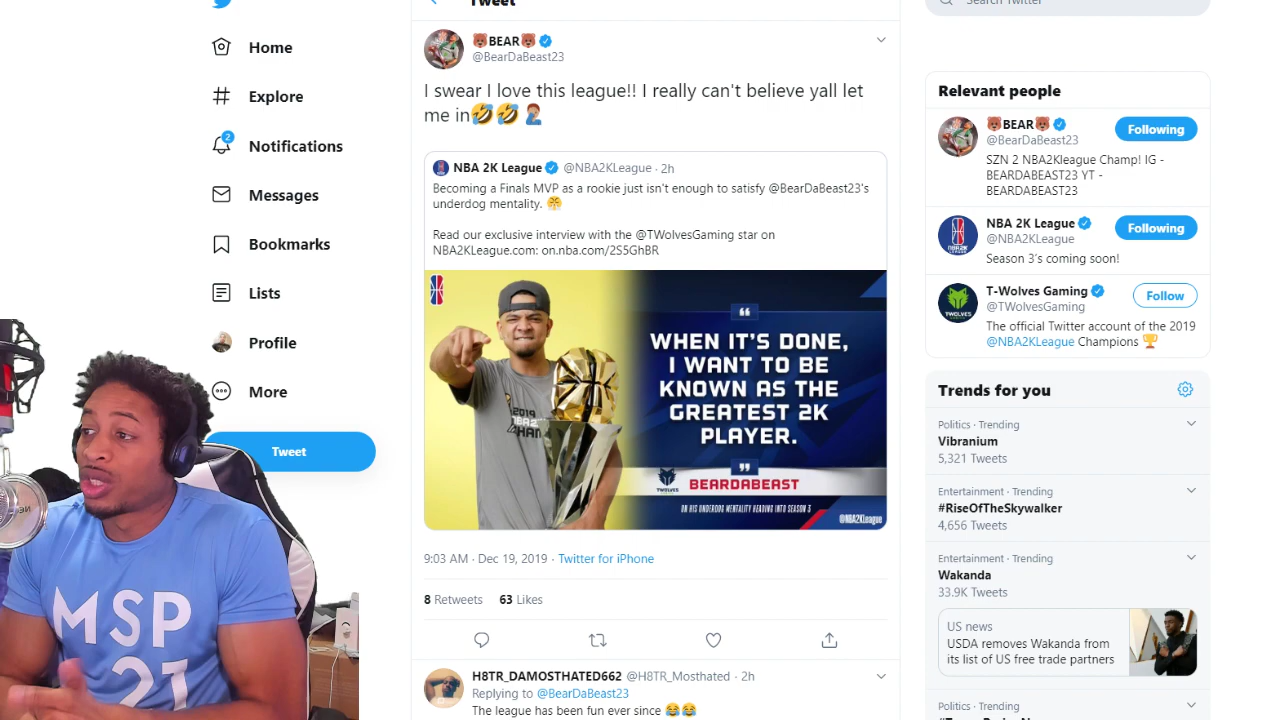 Tweet
Search Twitter
Home
Explore
2
Notifications
Messages
Bookmarks
Lists
Profile
More
Tweet
🐻BEAR🐻
@BearDaBeast23
I swear I love this league!! I really can't believe yall let
me in🤣🤣🤦🏽‍♂️
NBA 2K League @NBA2KLeague · 2h
Becoming a Finals MVP as a rookie just isn't enough to satisfy @BearDaBeast23's
underdog mentality. 😤
Read our exclusive interview with the @TWolvesGaming star on
NBA2KLeague.com: on.nba.com/2S5GhBR
2019
“
WHEN IT'S DONE,
I WANT TO BE
KNOWN AS THE
GREATEST 2K
PLAYER.
”
TWOLVES
BEARDABEAST
ON HIS UNDERDOG MENTALITY HEADING INTO SEASON 3
@NBA2KLeague
9:03 AM · Dec 19, 2019 · Twitter for iPhone
8 Retweets 63 Likes
H8TR_DAMOSTHATED662 @H8TR_Mosthated · 2h
Replying to @BearDaBeast23
The league has been fun ever since 😂😂
Relevant people
🐻BEAR🐻
@BearDaBeast23
Following
SZN 2 NBA2Kleague Champ! IG -
BEARDABEAST23 YT -
BEARDABEAST23
NBA 2K League
@NBA2KLeague
Following
Season 3's coming soon!
T-Wolves Gaming
@TWolvesGaming
Follow
The official Twitter account of the 2019
@NBA2KLeague Champions 🏆
Trends for you
Politics · Trending
Vibranium
5,321 Tweets
Entertainment · Trending
#RiseOfTheSkywalker
4,656 Tweets
Entertainment · Trending
Wakanda
33.9K Tweets
US news
USDA removes Wakanda from
its list of US free trade partners
Politics · Trending
MSP
21